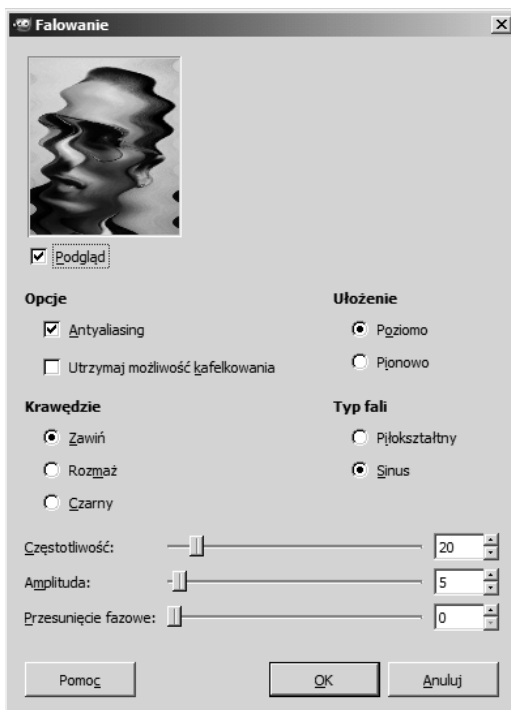 Falowanie
Podgląd
Opcje
Antyaliasing
Utrzymaj możliwość kafelkowania
Ułożenie
Poziomo
Pionowo
Krawędzie
Zawiń
Rozmaż
Czarny
Typ fali
Piłokształtny
Sinus
Częstotliwość: 20
Amplituda: 5
Przesunięcie fazowe: 0
Pomoc OK Anuluj